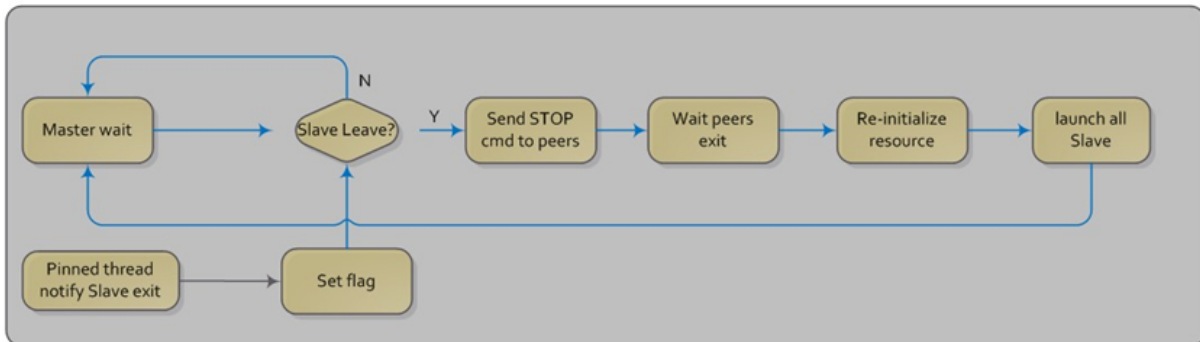 N
Master wait
Slave Leave?
Y
Send STOP
cmd to peers
Wait peers
exit
Re-initialize
resource
launch all
Slave
Pinned thread
notify Slave exit
Set flag